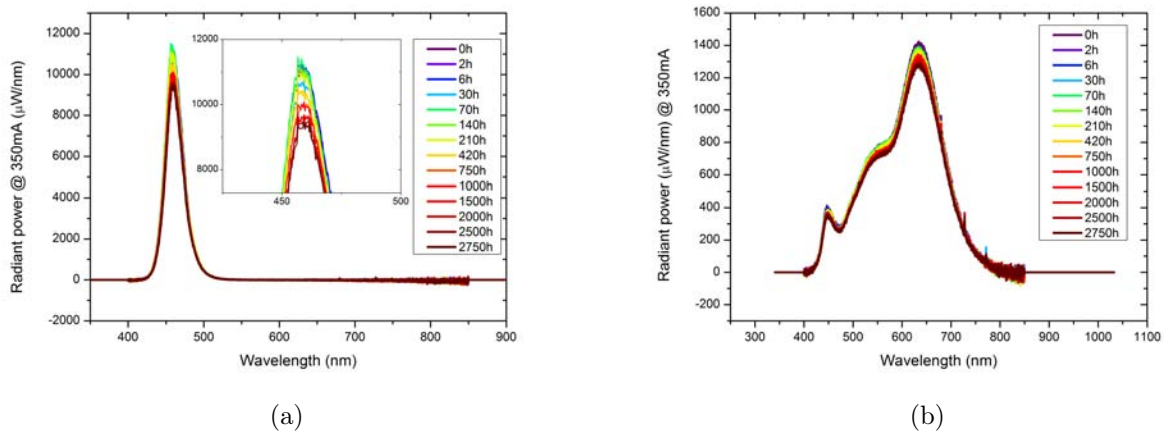 Radiant power @ 350mA (µW/nm)
12000
10000
8000
6000
4000
2000
0
-2000
400
500
600
700
800
900
Wavelength (nm)
12000
11000
10000
9000
8000
450
500
0h
2h
6h
30h
70h
140h
210h
420h
750h
1000h
1500h
2000h
2500h
2750h
(a)
Radiant power (µW/nm) @ 350mA
1600
1400
1200
1000
800
600
400
200
0
-200
300
400
500
600
700
800
900
1000
1100
Wavelength (nm)
0h
2h
6h
30h
70h
140h
210h
420h
750h
1000h
1500h
2000h
2500h
2750h
(b)